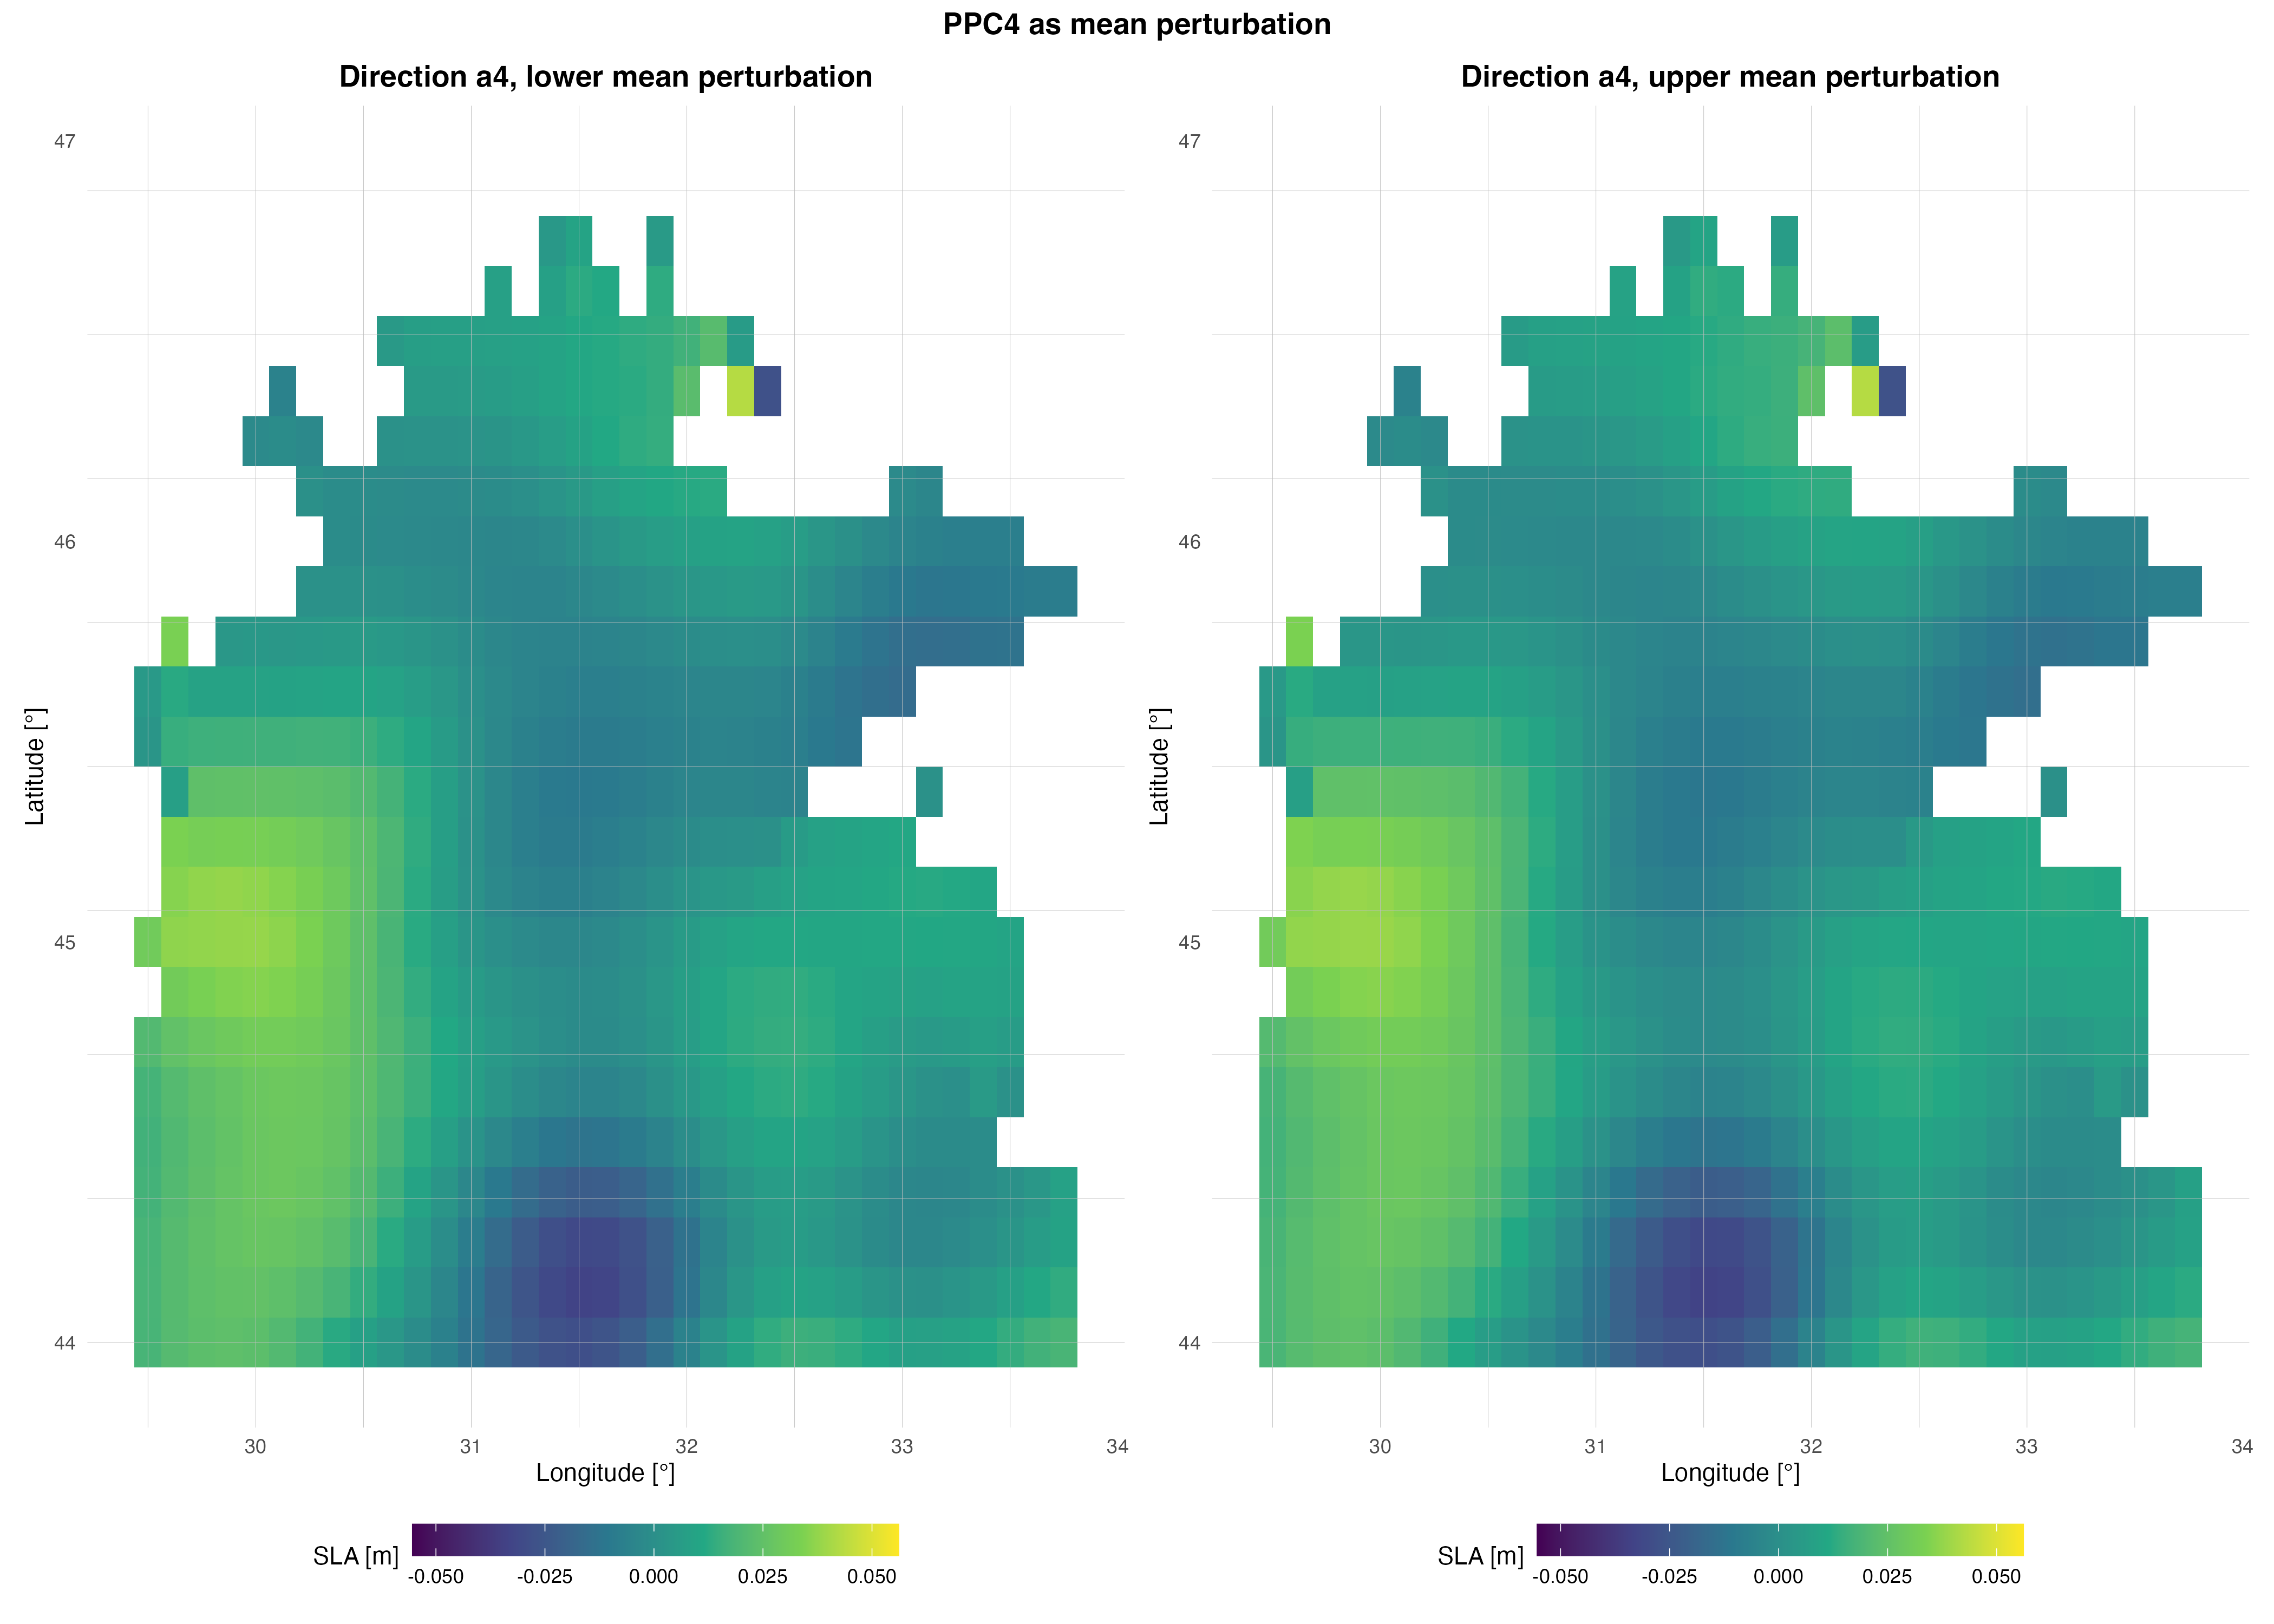 PPC4 as mean perturbation
Direction a4, lower mean perturbation
Direction a4, upper mean perturbation
47
46
45
44
Latitude [°]
30 31 32 33 34
Longitude [°]
SLA [m]
-0.050 -0.025 0.000 0.025 0.050
47
46
45
44
Latitude [°]
30 31 32 33 34
Longitude [°]
SLA [m]
-0.050 -0.025 0.000 0.025 0.050